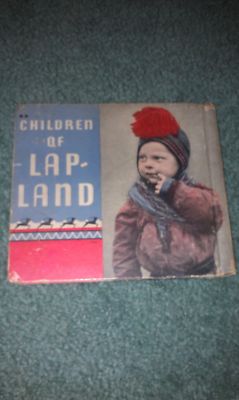 CHILDREN
OF
LAP-
LAND